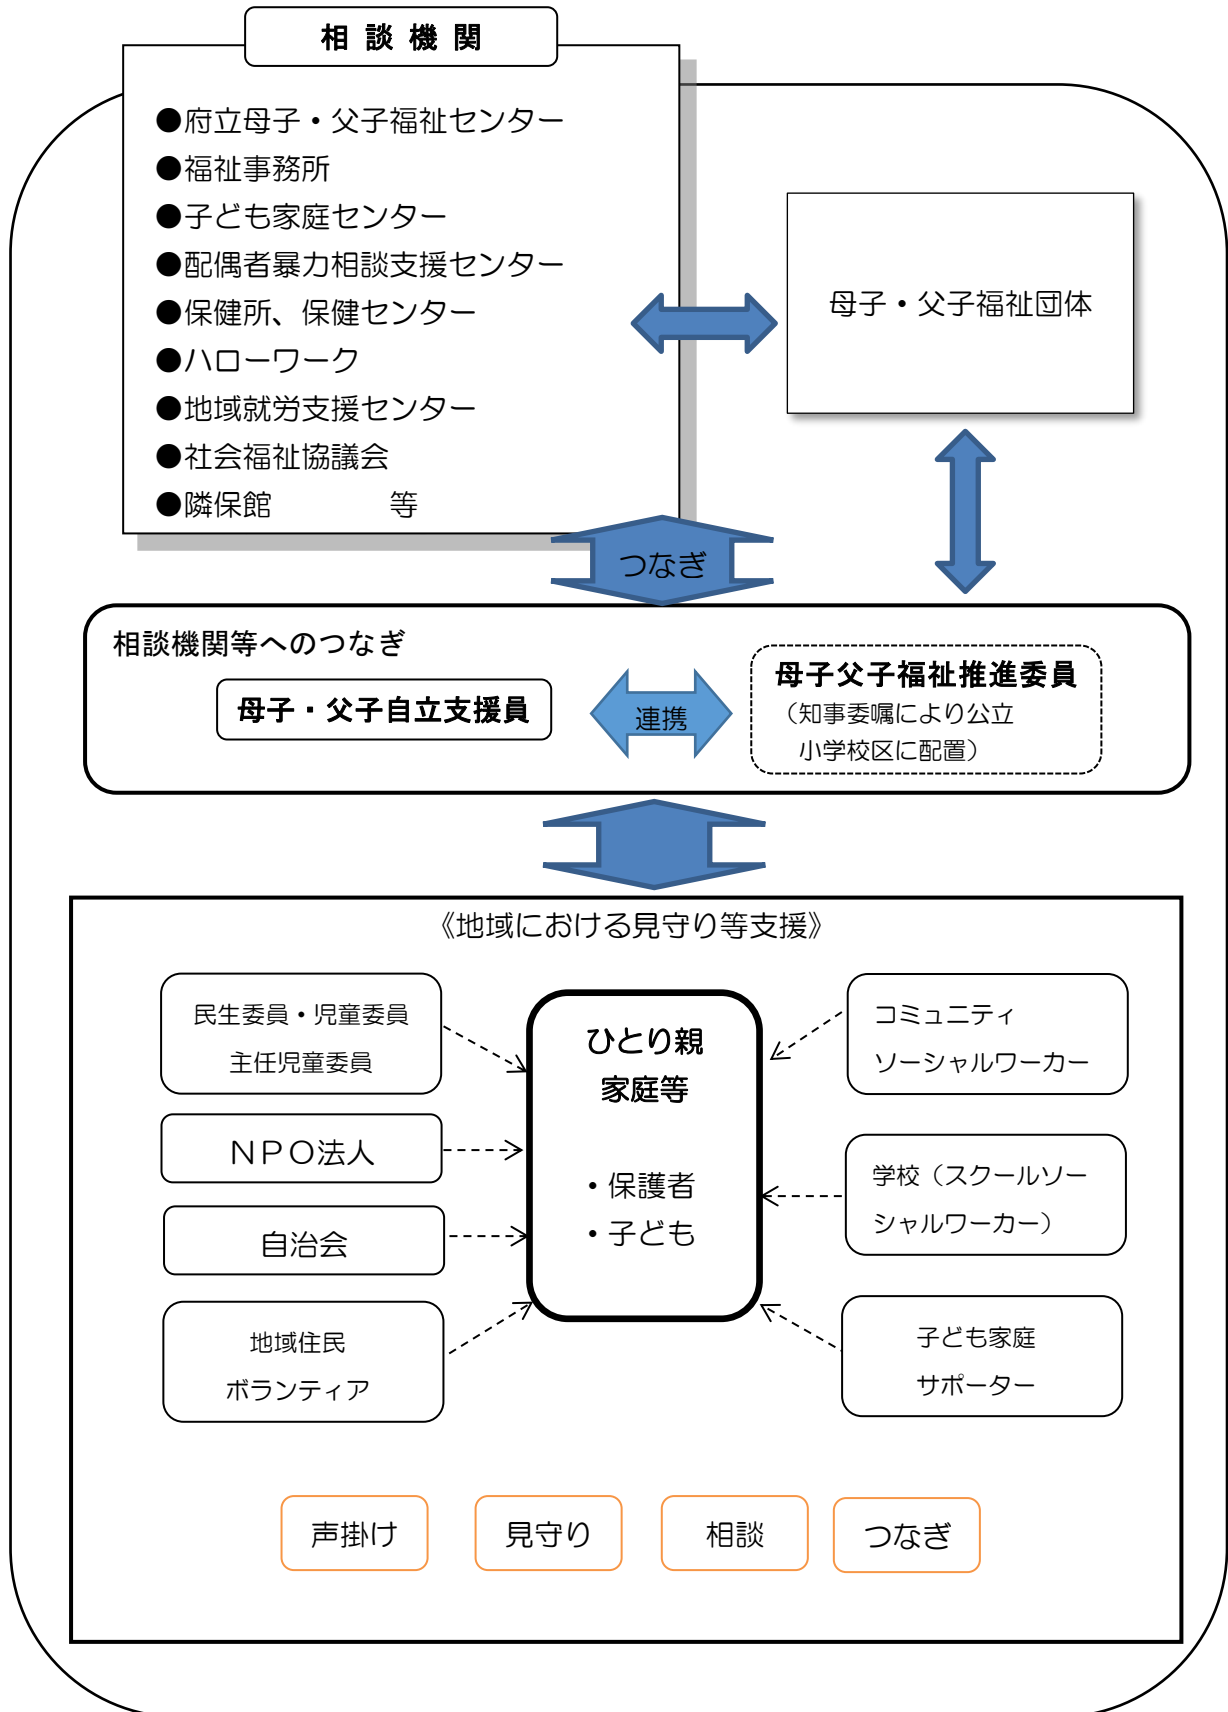 相 談 機 関
●府立母子・父子福祉センター
●福祉事務所
●子ども家庭センター
●配偶者暴力相談支援センター
●保健所、保健センター
●ハローワーク
●地域就労支援センター
●社会福祉協議会
●隣保館　　　　等
母子・父子福祉団体
つなぎ
相談機関等へのつなぎ
母子・父子自立支援員
連携
母子父子福祉推進委員
（知事委嘱により公立
小学校区に配置）
《地域における見守り等支援》
民生委員・児童委員
主任児童委員
ＮＰＯ法人
自治会
地域住民
ボランティア
ひとり親
家庭等
・保護者
・子ども
コミュニティ
ソーシャルワーカー
学校（スクールソー
シャルワーカー）
子ども家庭
サポーター
声掛け
見守り
相談
つなぎ